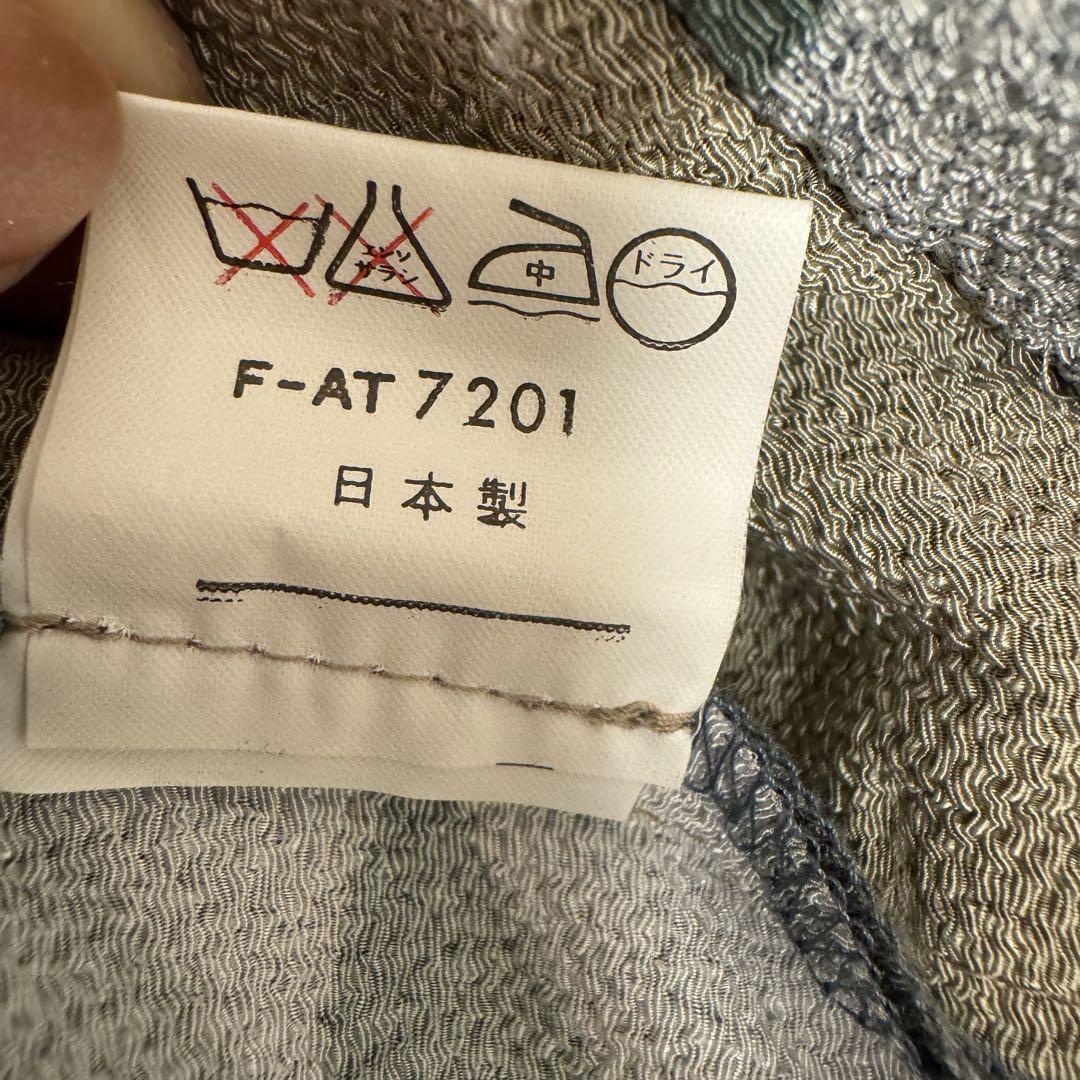 エンソ
サラシ
中
ドライ
F-AT 7201
日本製